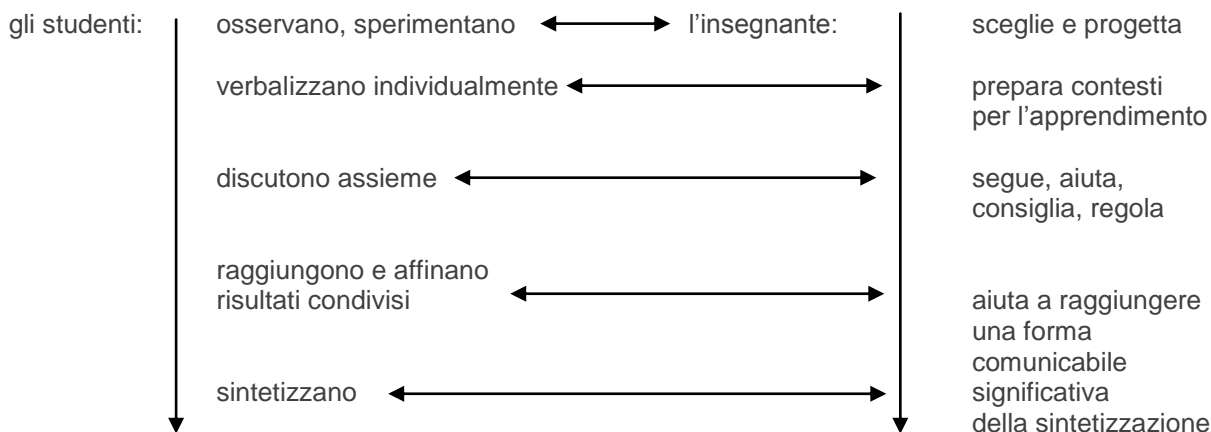 gli studenti: osservano, sperimentano l’insegnante: sceglie e progetta
verbalizzano individualmente prepara contesti
per l’apprendimento
discutono assieme segue, aiuta,
consiglia, regola
raggiungono e affinano
risultati condivisi aiuta a raggiungere
una forma
comunicabile
sintetizzano significativa
della sintetizzazione